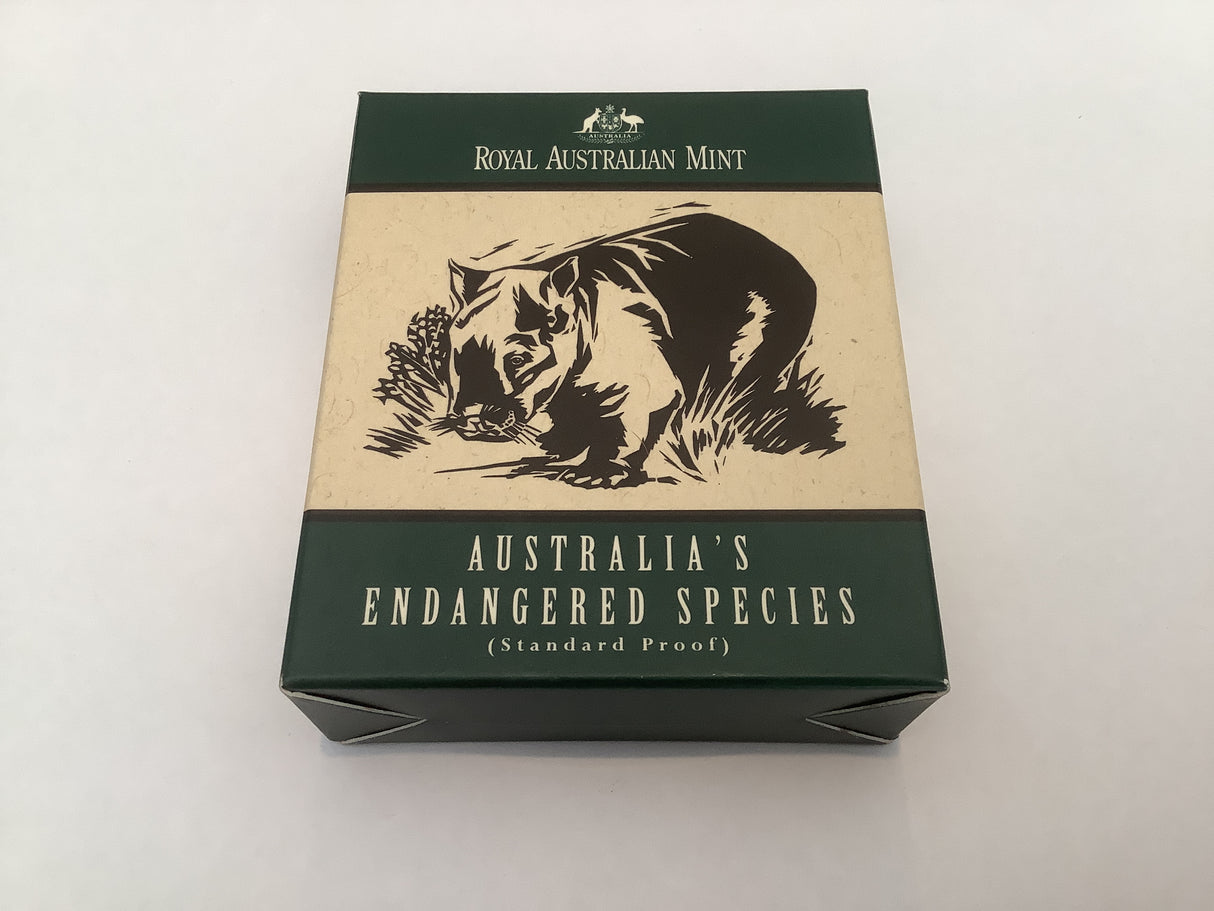 AUSTRALIA
ROYAL AUSTRALIAN MINT
AUSTRALIA'S
ENDANGERED SPECIES
(Standard Proof)